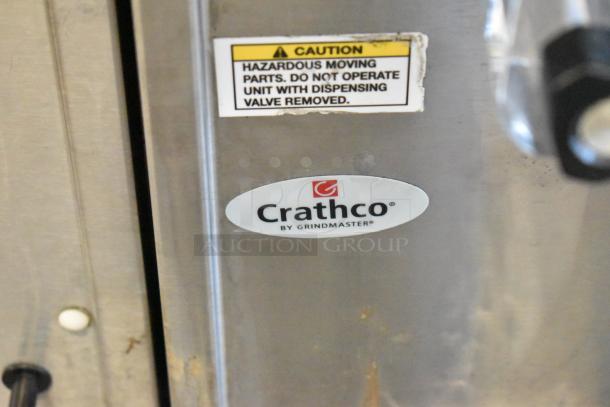 CAUTION
HAZARDOUS MOVING
PARTS. DO NOT OPERATE
UNIT WITH DISPENSING
VALVE REMOVED.
G
Crathco®
BY GRINDMASTER®
AUCTION GROUP